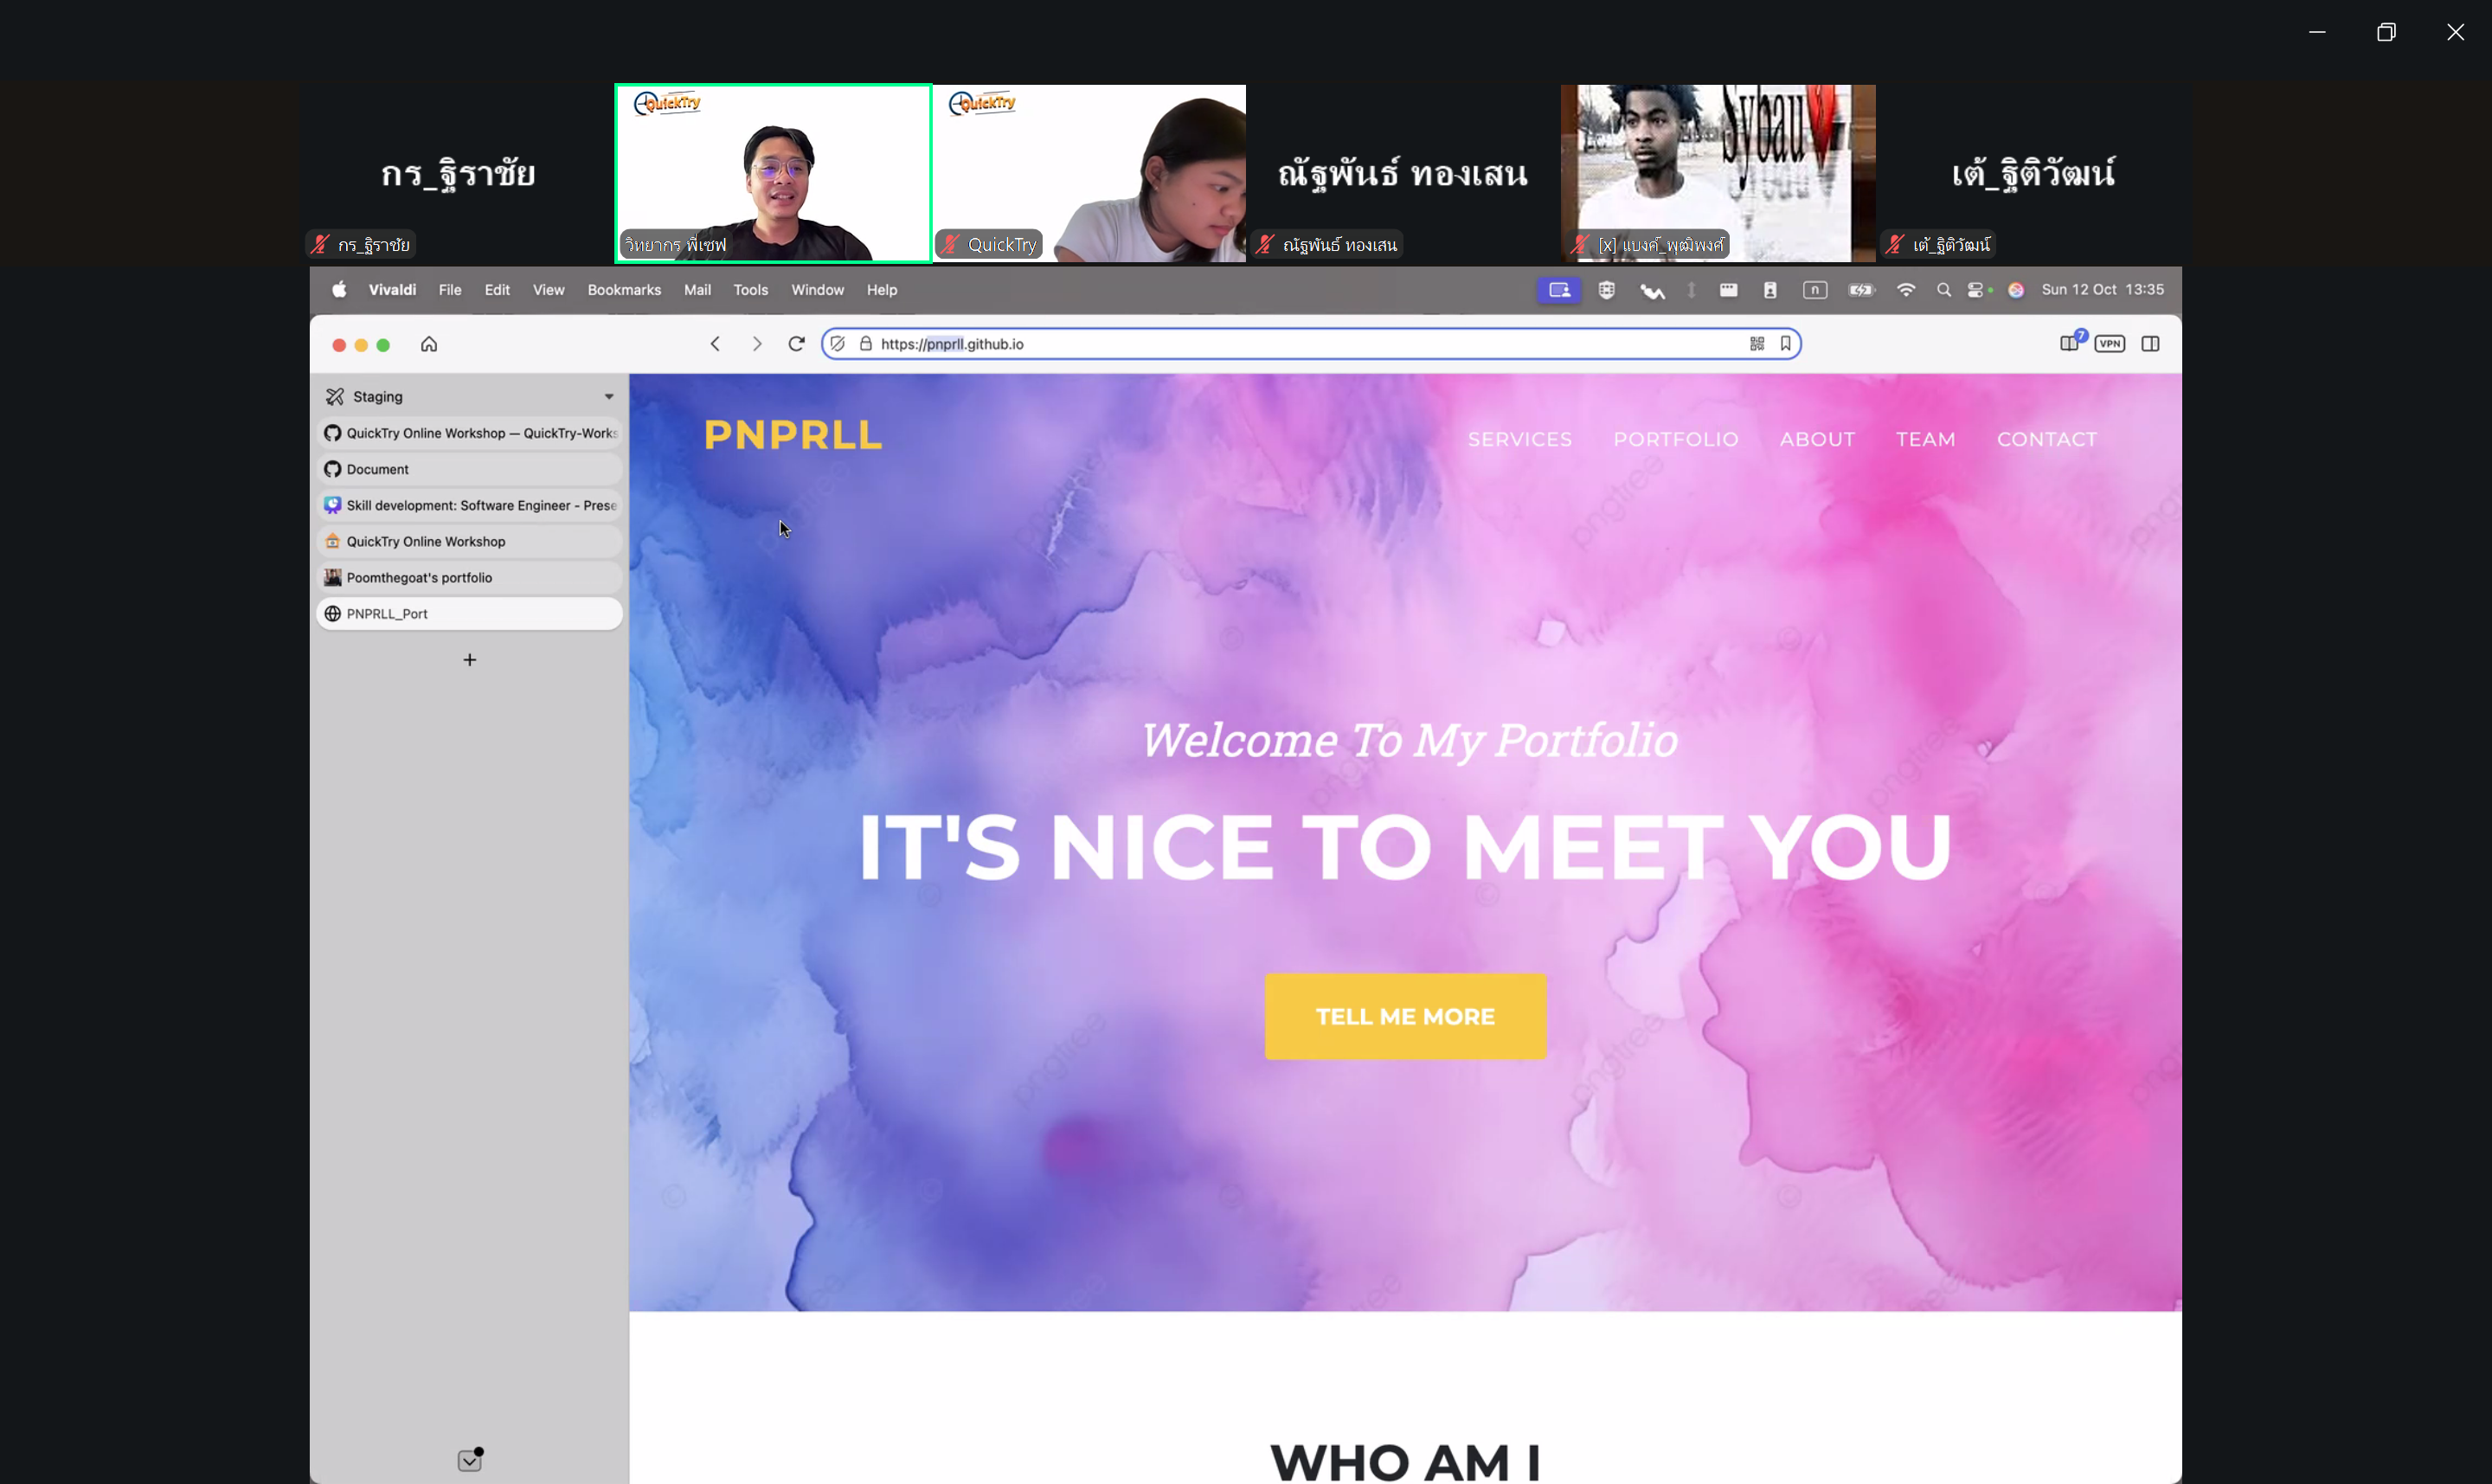 QuickTry
QuickTry
Sybau
กร_ฐิราชัย
ณัฐพันธ์ ทองเสน
เต้_ฐิติวัฒน์
กร_ฐิราชัย
วิทยากร พี่เซฟ
QuickTry
ณัฐพันธ์ ทองเสน
[x] แบงค์_พุฒิพงศ์
เต้_ฐิติวัฒน์
Vivaldi File Edit View Bookmarks Mail Tools Window Help
n
Sun 12 Oct 13:35
https://pnprll.github.io
7
VPN
Staging
QuickTry Online Workshop — QuickTry-Works
Document
Skill development: Software Engineer - Prese
QuickTry Online Workshop
Poomthegoat's portfolio
PNPRLL_Port
PNPRLL
SERVICES PORTFOLIO ABOUT TEAM CONTACT
Welcome To My Portfolio
IT'S NICE TO MEET YOU
TELL ME MORE
pngtree
WHO AM I